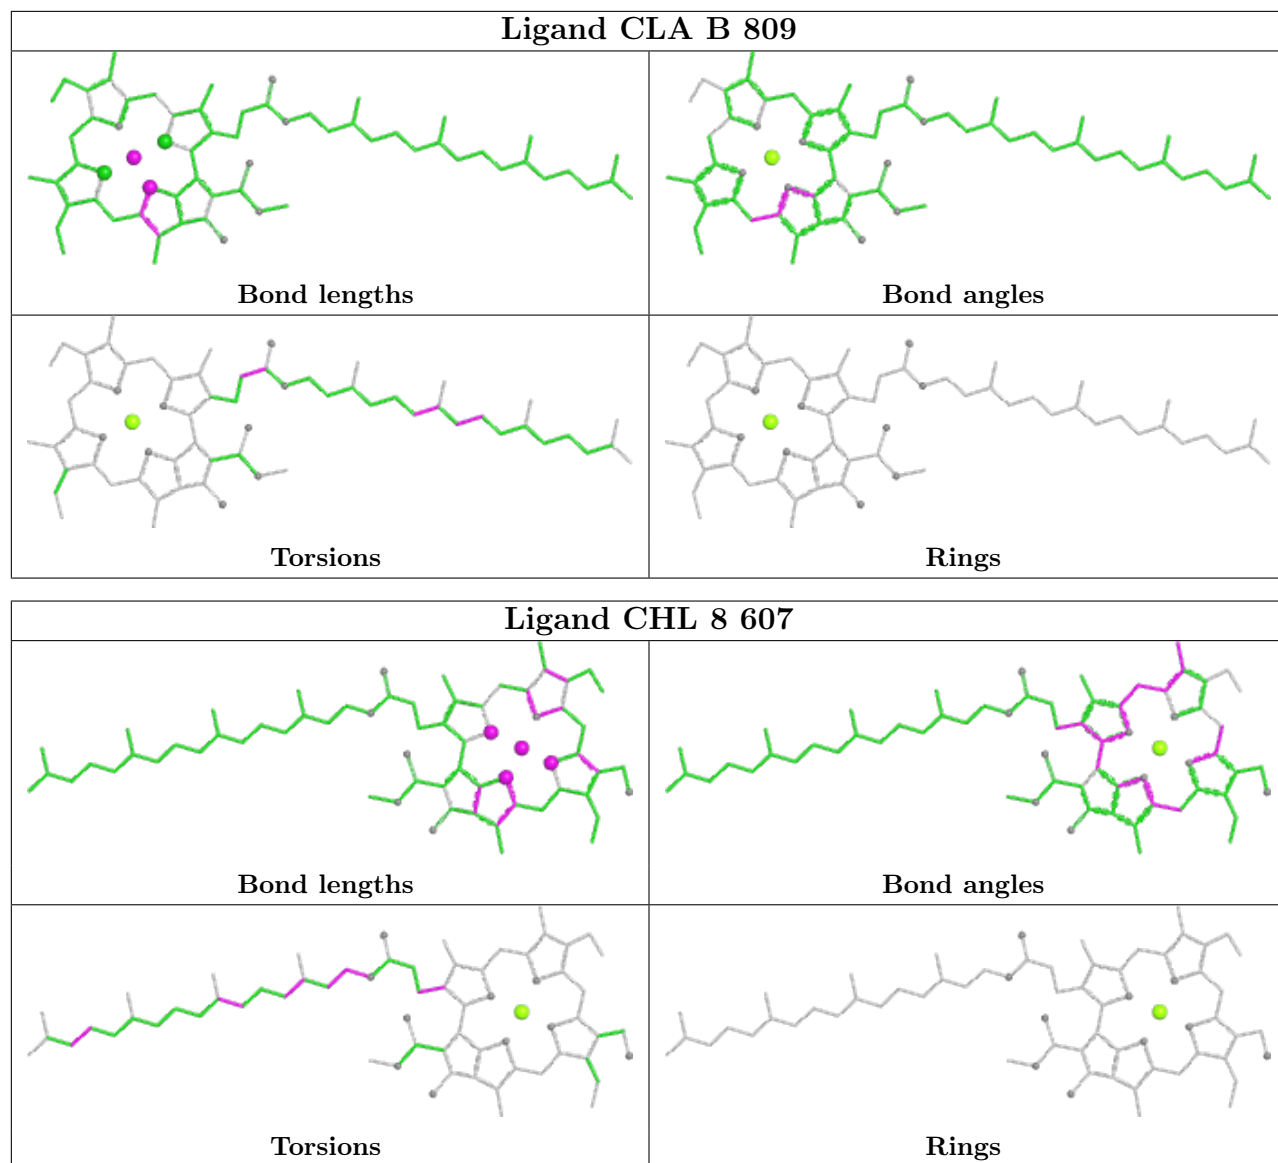 Ligand CLA B 809
Bond lengths
Bond angles
Torsions
Rings
Ligand CHL 8 607
Bond lengths
Bond angles
Torsions
Rings